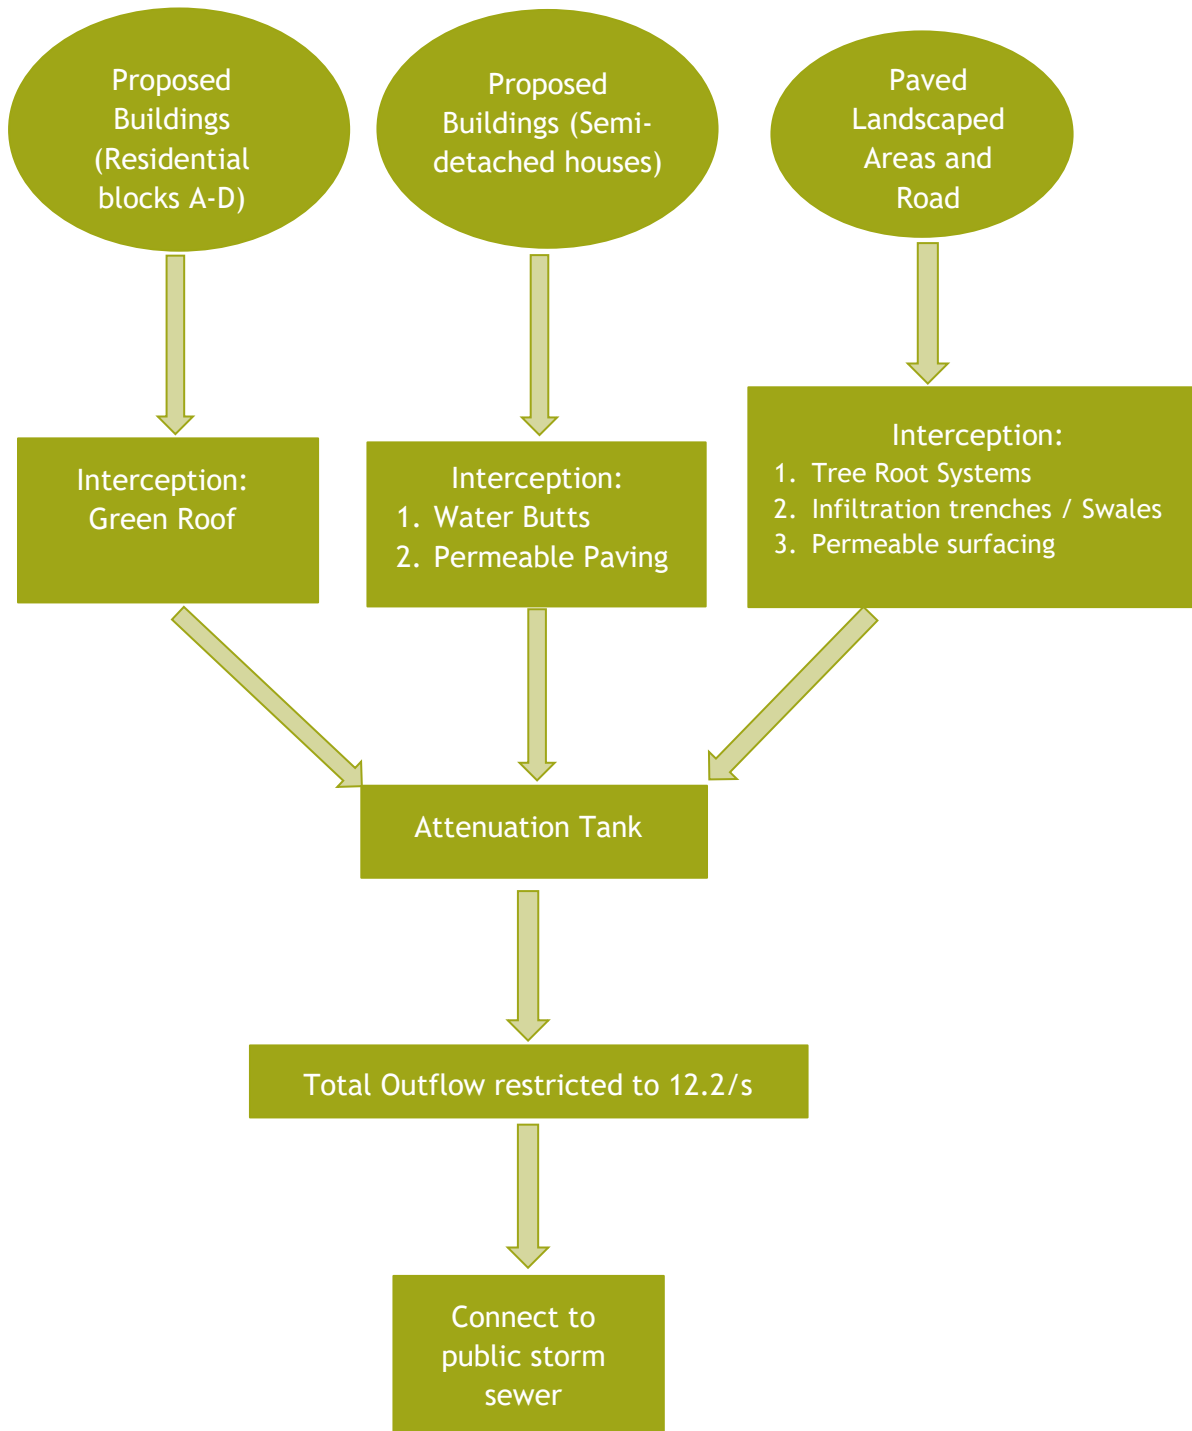 Proposed
Buildings
(Residential
blocks A-D)
Proposed
Buildings (Semi-
detached houses)
Paved
Landscaped
Areas and
Road
Interception:
Green Roof
Interception:
1. Water Butts
2. Permeable Paving
Interception:
1. Tree Root Systems
2. Infiltration trenches / Swales
3. Permeable surfacing
Attenuation Tank
Total Outflow restricted to 12.2/s
Connect to
public storm
sewer